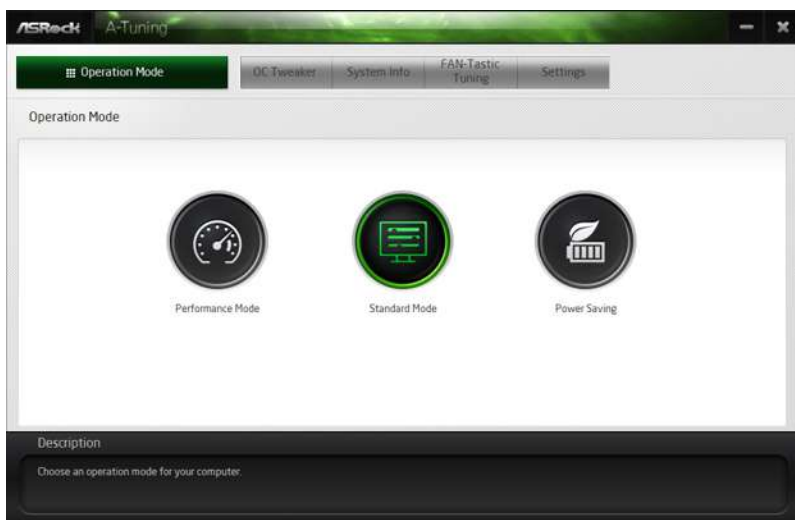 ASRock A-Tuning
Operation Mode OC Tweaker System Info FAN-Tastic Tuning Settings
Operation Mode
Performance Mode Standard Mode Power Saving
Description
Choose an operation mode for your computer.